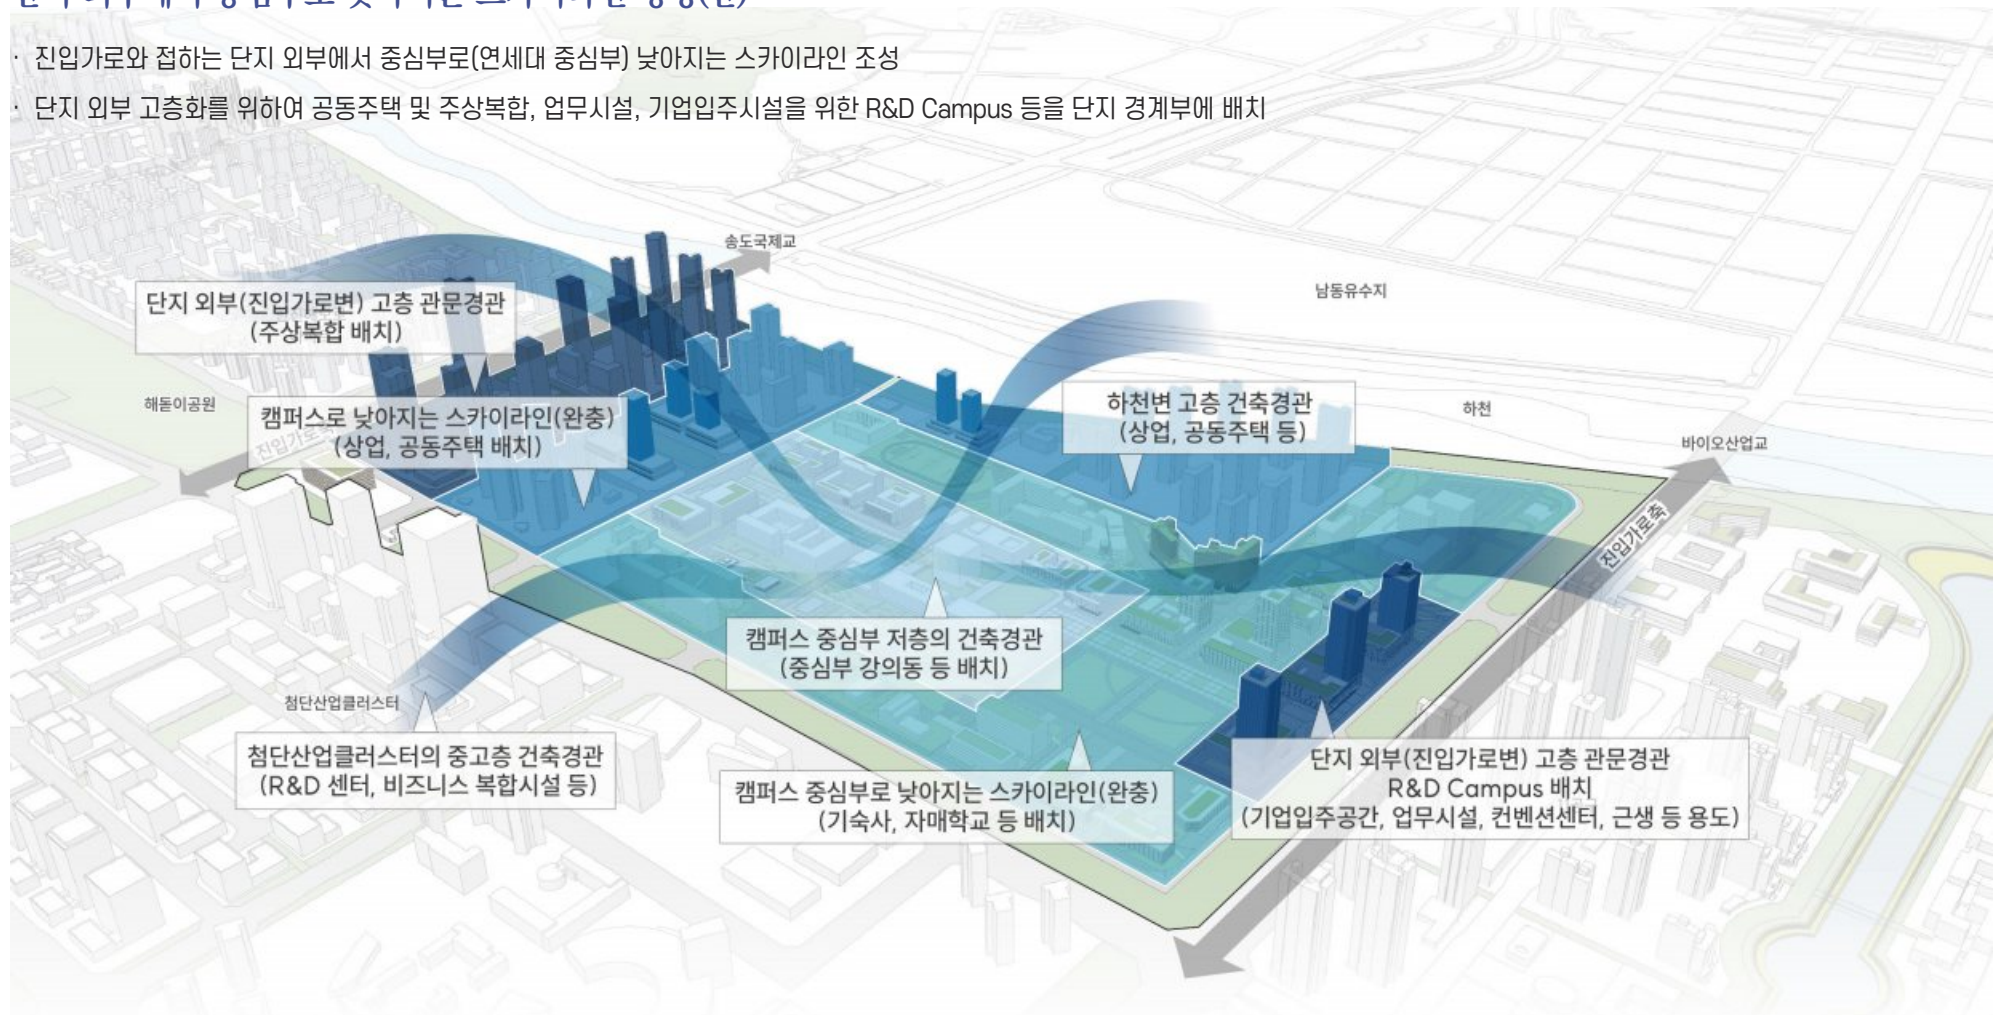 · 진입가로와 접하는 단지 외부에서 중심부로(연세대 중심부) 낮아지는 스카이라인 조성
· 단지 외부 고층화를 위하여 공동주택 및 주상복합, 업무시설, 기업입주시설을 위한 R&D Campus 등을 단지 경계부에 배치
송도국제교
남동유수지
단지 외부(진입가로변) 고층 관문경관
(주상복합 배치)
해돋이공원
캠퍼스로 낮아지는 스카이라인(완충)
(상업, 공동주택 배치)
진입가로축
하천변 고층 건축경관
(상업, 공동주택 등)
하천
바이오산업교
진입가로축
캠퍼스 중심부 저층의 건축경관
(중심부 강의동 등 배치)
첨단산업클러스터
첨단산업클러스터의 중고층 건축경관
(R&D 센터, 비즈니스 복합시설 등)
캠퍼스 중심부로 낮아지는 스카이라인(완충)
(기숙사, 자매학교 등 배치)
단지 외부(진입가로변) 고층 관문경관
R&D Campus 배치
(기업입주공간, 업무시설, 컨벤션센터, 근생 등 용도)